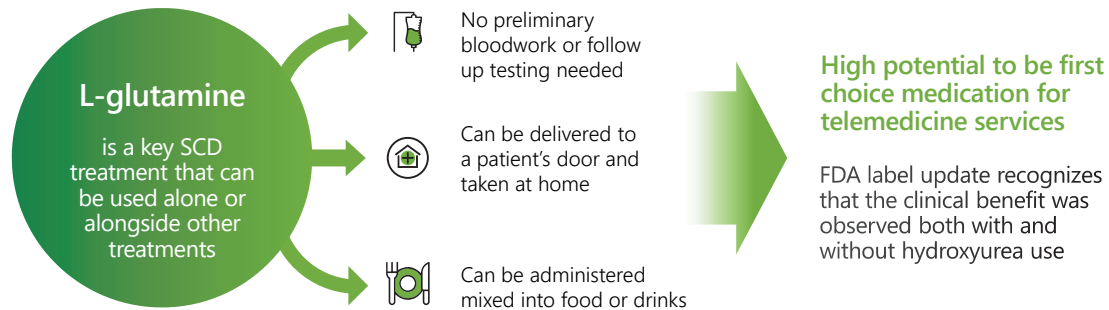 L-glutamine
is a key SCD
treatment that can
be used alone or
alongside other
treatments
No preliminary
bloodwork or follow
up testing needed
Can be delivered to
a patient's door and
taken at home
Can be administered
mixed into food or drinks
High potential to be first
choice medication for
telemedicine services
FDA label update recognizes
that the clinical benefit was
observed both with and
without hydroxyurea use